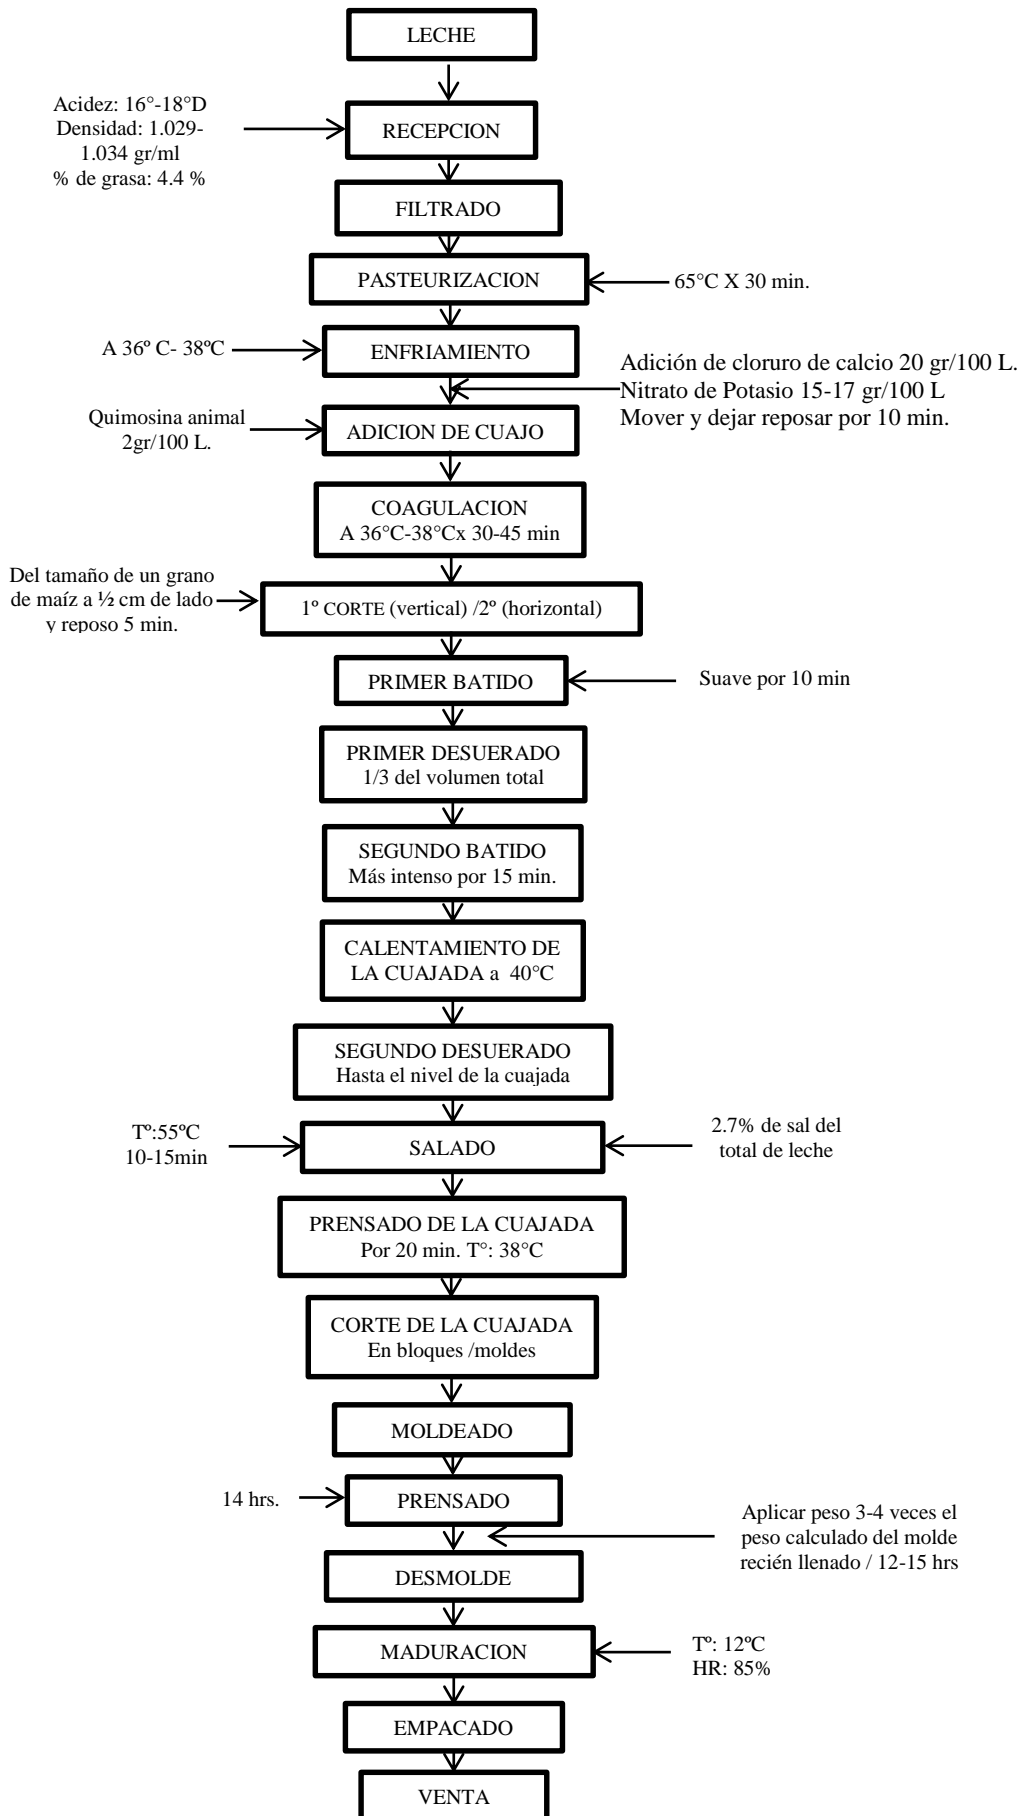 LECHE
Acidez: 16°-18°D
Densidad: 1.029-
1.034 gr/ml
% de grasa: 4.4 %
RECEPCION
FILTRADO
PASTEURIZACION
65°C X 30 min.
A 36º C- 38ºC
ENFRIAMIENTO
Adición de cloruro de calcio 20 gr/100 L.
Nitrato de Potasio 15-17 gr/100 L
Mover y dejar reposar por 10 min.
Quimosina animal
2gr/100 L.
ADICION DE CUAJO
COAGULACION
A 36°C-38°Cx 30-45 min
Del tamaño de un grano
de maíz a ½ cm de lado
y reposo 5 min.
1º CORTE (vertical) /2º (horizontal)
PRIMER BATIDO
Suave por 10 min
PRIMER DESUERADO
1/3 del volumen total
SEGUNDO BATIDO
Más intenso por 15 min.
CALENTAMIENTO DE
LA CUAJADA a 40°C
SEGUNDO DESUERADO
Hasta el nivel de la cuajada
Tº:55ºC
10-15min
SALADO
2.7% de sal del
total de leche
PRENSADO DE LA CUAJADA
Por 20 min. T°: 38°C
CORTE DE LA CUAJADA
En bloques /moldes
MOLDEADO
14 hrs.
PRENSADO
Aplicar peso 3-4 veces el
peso calculado del molde
recién llenado / 12-15 hrs
DESMOLDE
MADURACION
Tº: 12ºC
HR: 85%
EMPACADO
VENTA